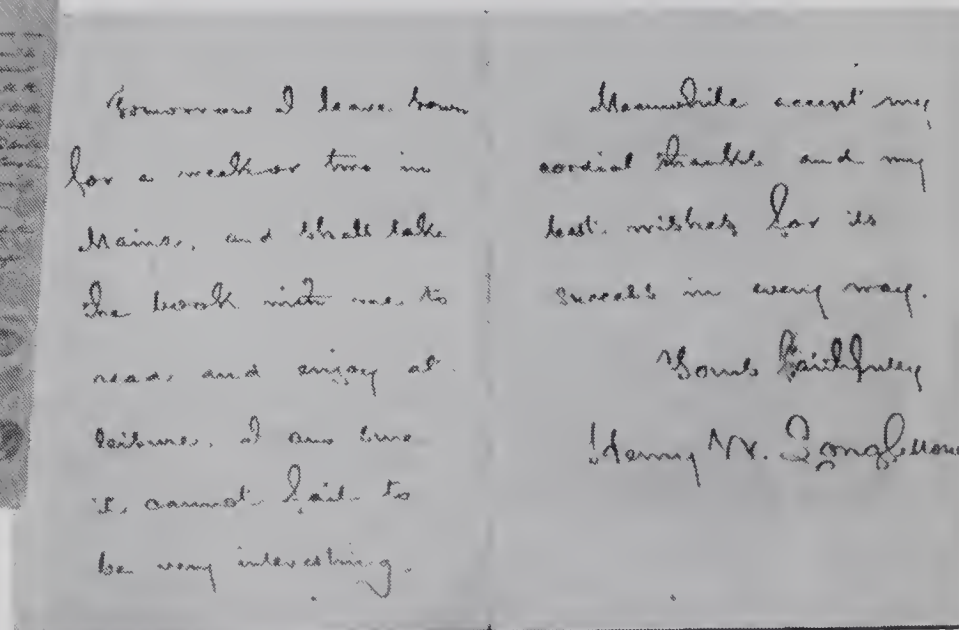 Tomorrow I leave town
for a week or two in
Maine, and shall take
the book with me to
read and enjoy at
leisure. I am sure
it cannot fail to
be very interesting.
Meanwhile accept my
cordial thanks and my
best wishes for its
success in every way.
Yours faithfully
Henry W. Longfellow